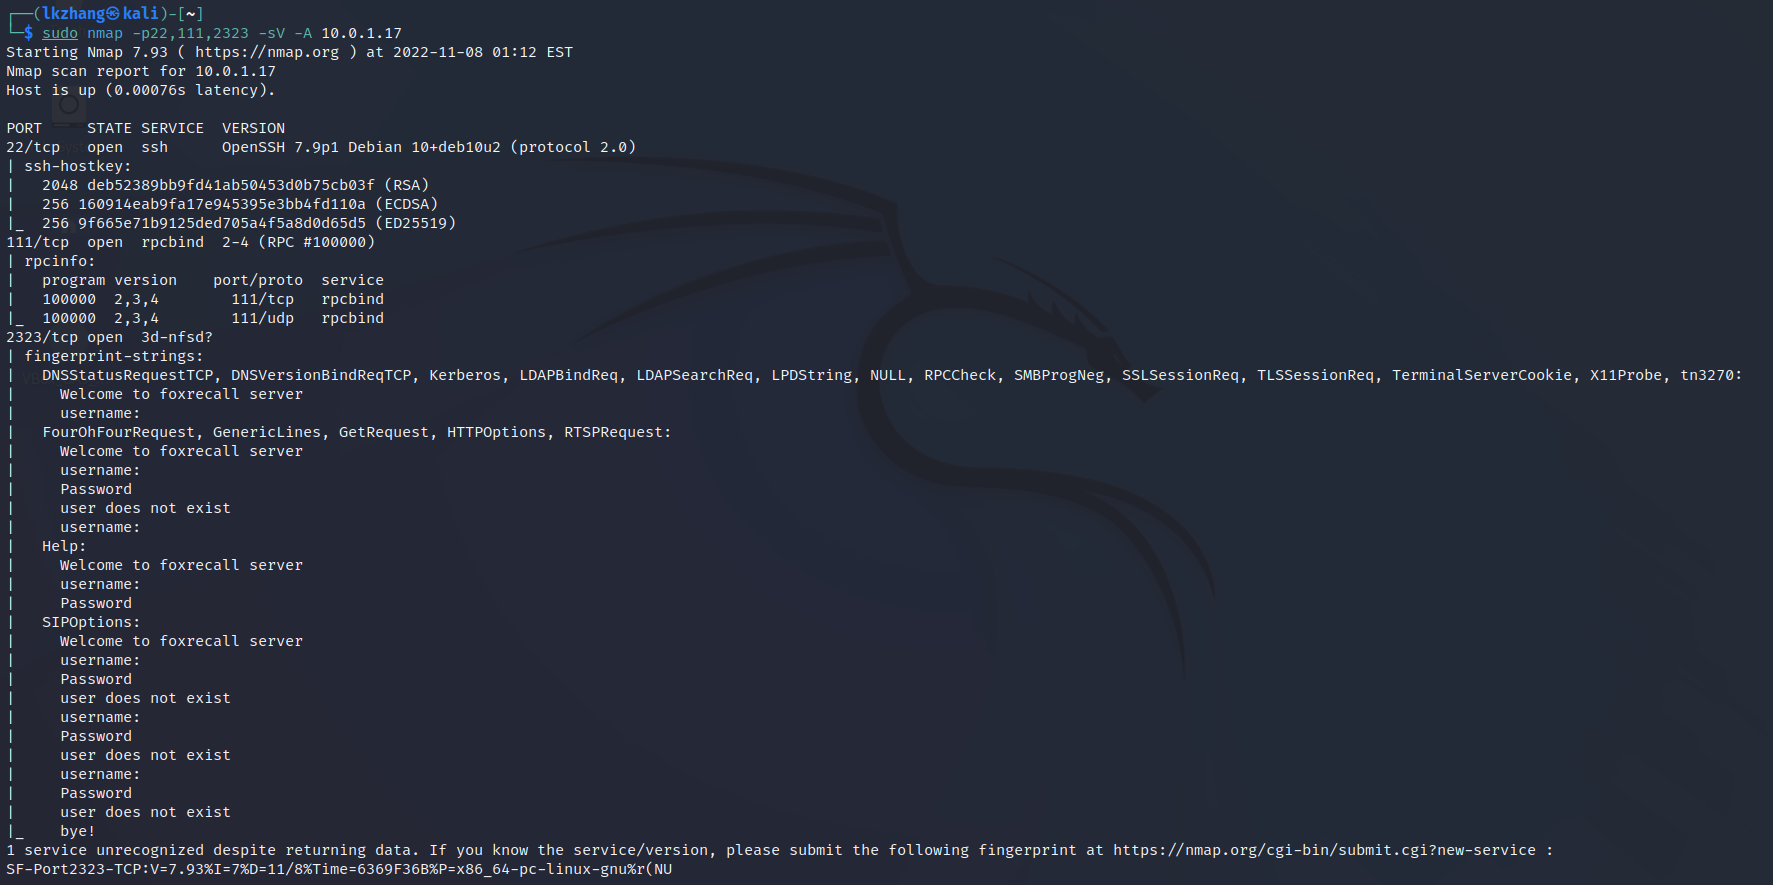 ┌──(lkzhang㉿kali)-[~]
└─$ sudo nmap -p22,111,2323 -sV -A 10.0.1.17
Starting Nmap 7.93 ( https://nmap.org ) at 2022-11-08 01:12 EST
Nmap scan report for 10.0.1.17
Host is up (0.00076s latency).

PORT     STATE SERVICE  VERSION
22/tcp   open  ssh      OpenSSH 7.9p1 Debian 10+deb10u2 (protocol 2.0)
| ssh-hostkey:
|   2048 deb52389bb9fd41ab50453d0b75cb03f (RSA)
|   256 160914eab9fa17e945395e3bb4fd110a (ECDSA)
|_  256 9f665e71b9125ded705a4f5a8d0d65d5 (ED25519)
111/tcp  open  rpcbind  2-4 (RPC #100000)
| rpcinfo:
|   program version    port/proto  service
|   100000  2,3,4        111/tcp   rpcbind
|_  100000  2,3,4        111/udp   rpcbind
2323/tcp open  3d-nfsd?
| fingerprint-strings:
|   DNSStatusRequestTCP, DNSVersionBindReqTCP, Kerberos, LDAPBindReq, LDAPSearchReq, LPDString, NULL, RPCCheck, SMBProgNeg, SSLSessionReq, TLSSessionReq, TerminalServerCookie, X11Probe, tn3270:
|     Welcome to foxrecall server
|     username:
|   FourOhFourRequest, GenericLines, GetRequest, HTTPOptions, RTSPRequest:
|     Welcome to foxrecall server
|     username:
|     Password
|     user does not exist
|     username:
|   Help:
|     Welcome to foxrecall server
|     username:
|     Password
|   SIPOptions:
|     Welcome to foxrecall server
|     username:
|     Password
|     user does not exist
|     username:
|     Password
|     user does not exist
|     username:
|     Password
|     user does not exist
|_    bye!
1 service unrecognized despite returning data. If you know the service/version, please submit the following fingerprint at https://nmap.org/cgi-bin/submit.cgi?new-service :
SF-Port2323-TCP:V=7.93%I=7%D=11/8%Time=6369F36B%P=x86_64-pc-linux-gnu%r(NU